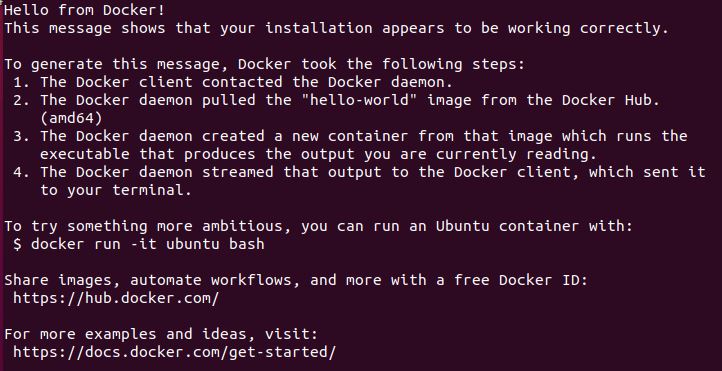 Hello from Docker!
This message shows that your installation appears to be working correctly.
To generate this message, Docker took the following steps:
1. The Docker client contacted the Docker daemon.
2. The Docker daemon pulled the "hello-world" image from the Docker Hub.
(amd64)
3. The Docker daemon created a new container from that image which runs the
executable that produces the output you are currently reading.
4. The Docker daemon streamed that output to the Docker client, which sent it
to your terminal.
To try something more ambitious, you can run an Ubuntu container with:
$ docker run -it ubuntu bash
Share images, automate workflows, and more with a free Docker ID:
https://hub.docker.com/
For more examples and ideas, visit:
https://docs.docker.com/get-started/